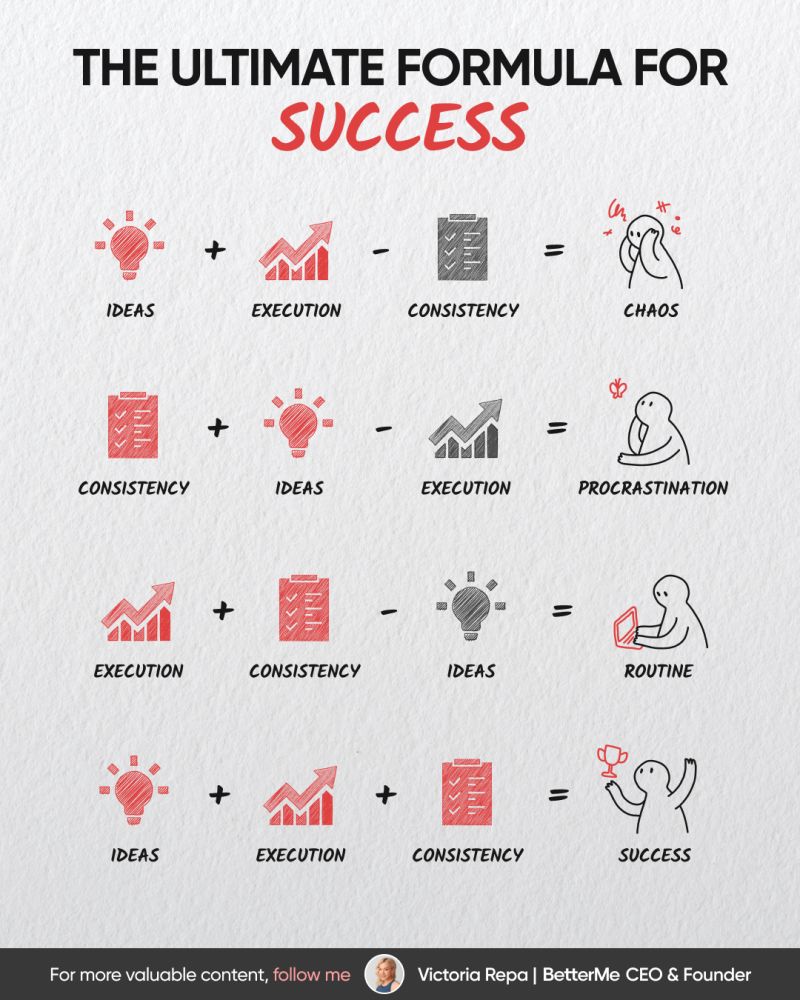 THE ULTIMATE FORMULA FOR
SUCCESS
+ - =
IDEAS EXECUTION CONSISTENCY CHAOS
+ - =
CONSISTENCY IDEAS EXECUTION PROCRASTINATION
+ - =
EXECUTION CONSISTENCY IDEAS ROUTINE
+ + =
IDEAS EXECUTION CONSISTENCY SUCCESS
For more valuable content, follow me Victoria Repa | BetterMe CEO & Founder